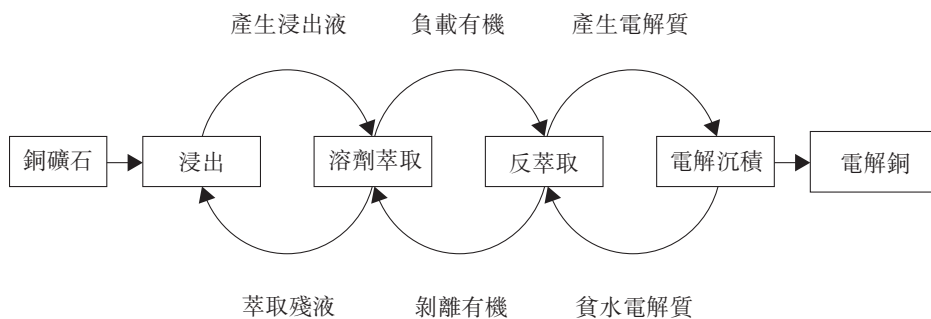 產生浸出液
負載有機
產生電解質
銅礦石
浸出
溶劑萃取
反萃取
電解沉積
電解銅
萃取殘液
剝離有機
貧水電解質